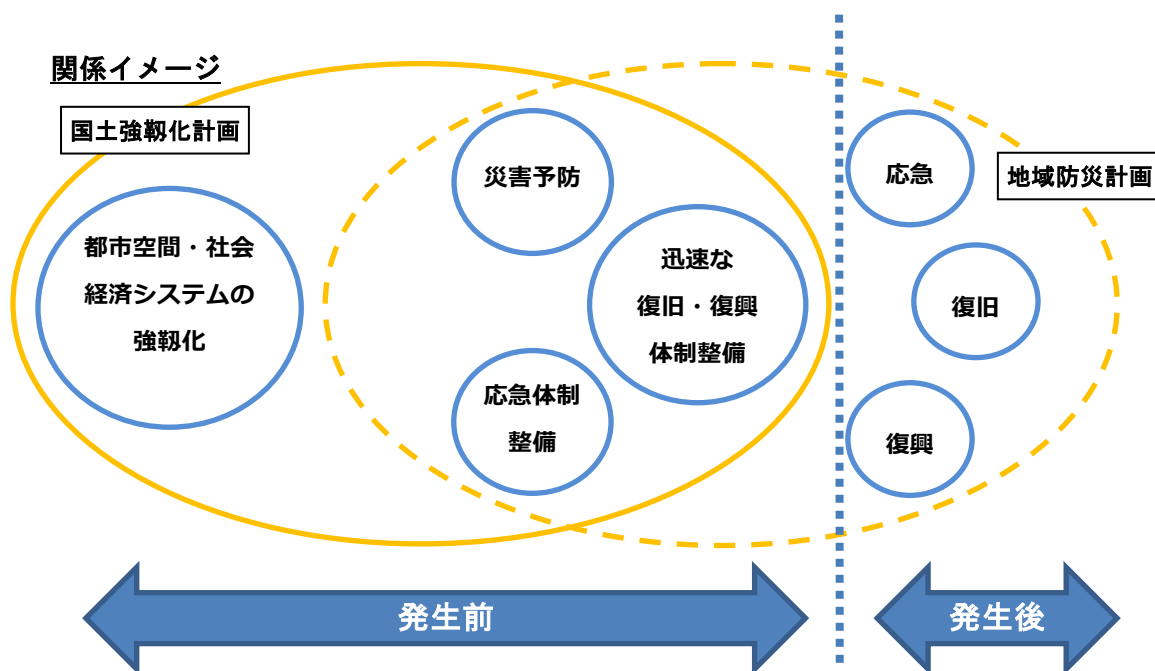 関係イメージ
国土強靱化計画
災害予防
応急
地域防災計画
都市空間・社会
経済システムの
強靱化
迅速な
復旧・復興
体制整備
復旧
応急体制
整備
復興
発生前
発生後